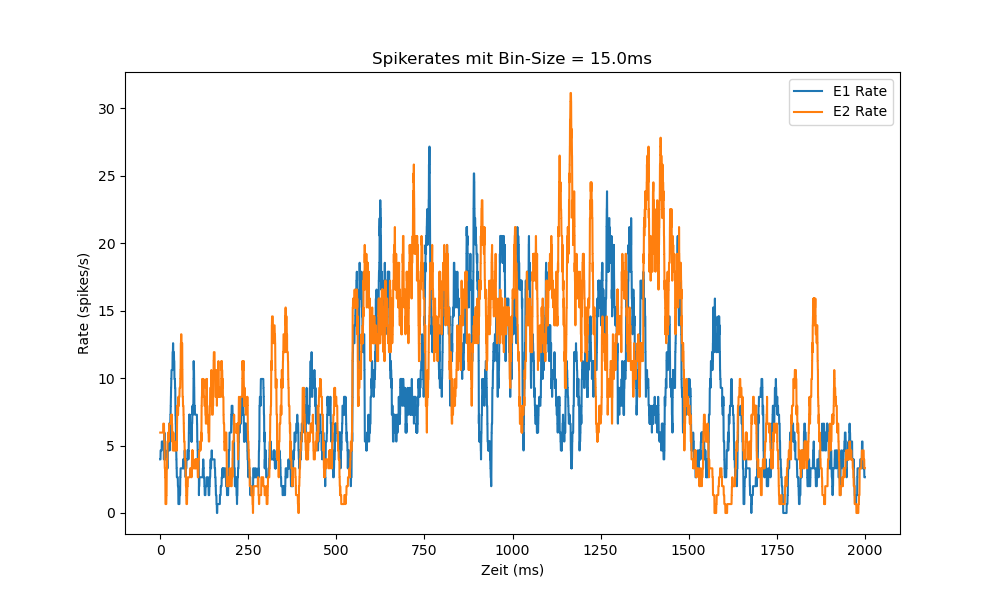 Spikerates mit Bin-Size = 15.0ms
E1 Rate
E2 Rate
Rate (spikes/s)
30
25
20
15
10
5
0
0 250 500 750 1000 1250 1500 1750 2000
Zeit (ms)